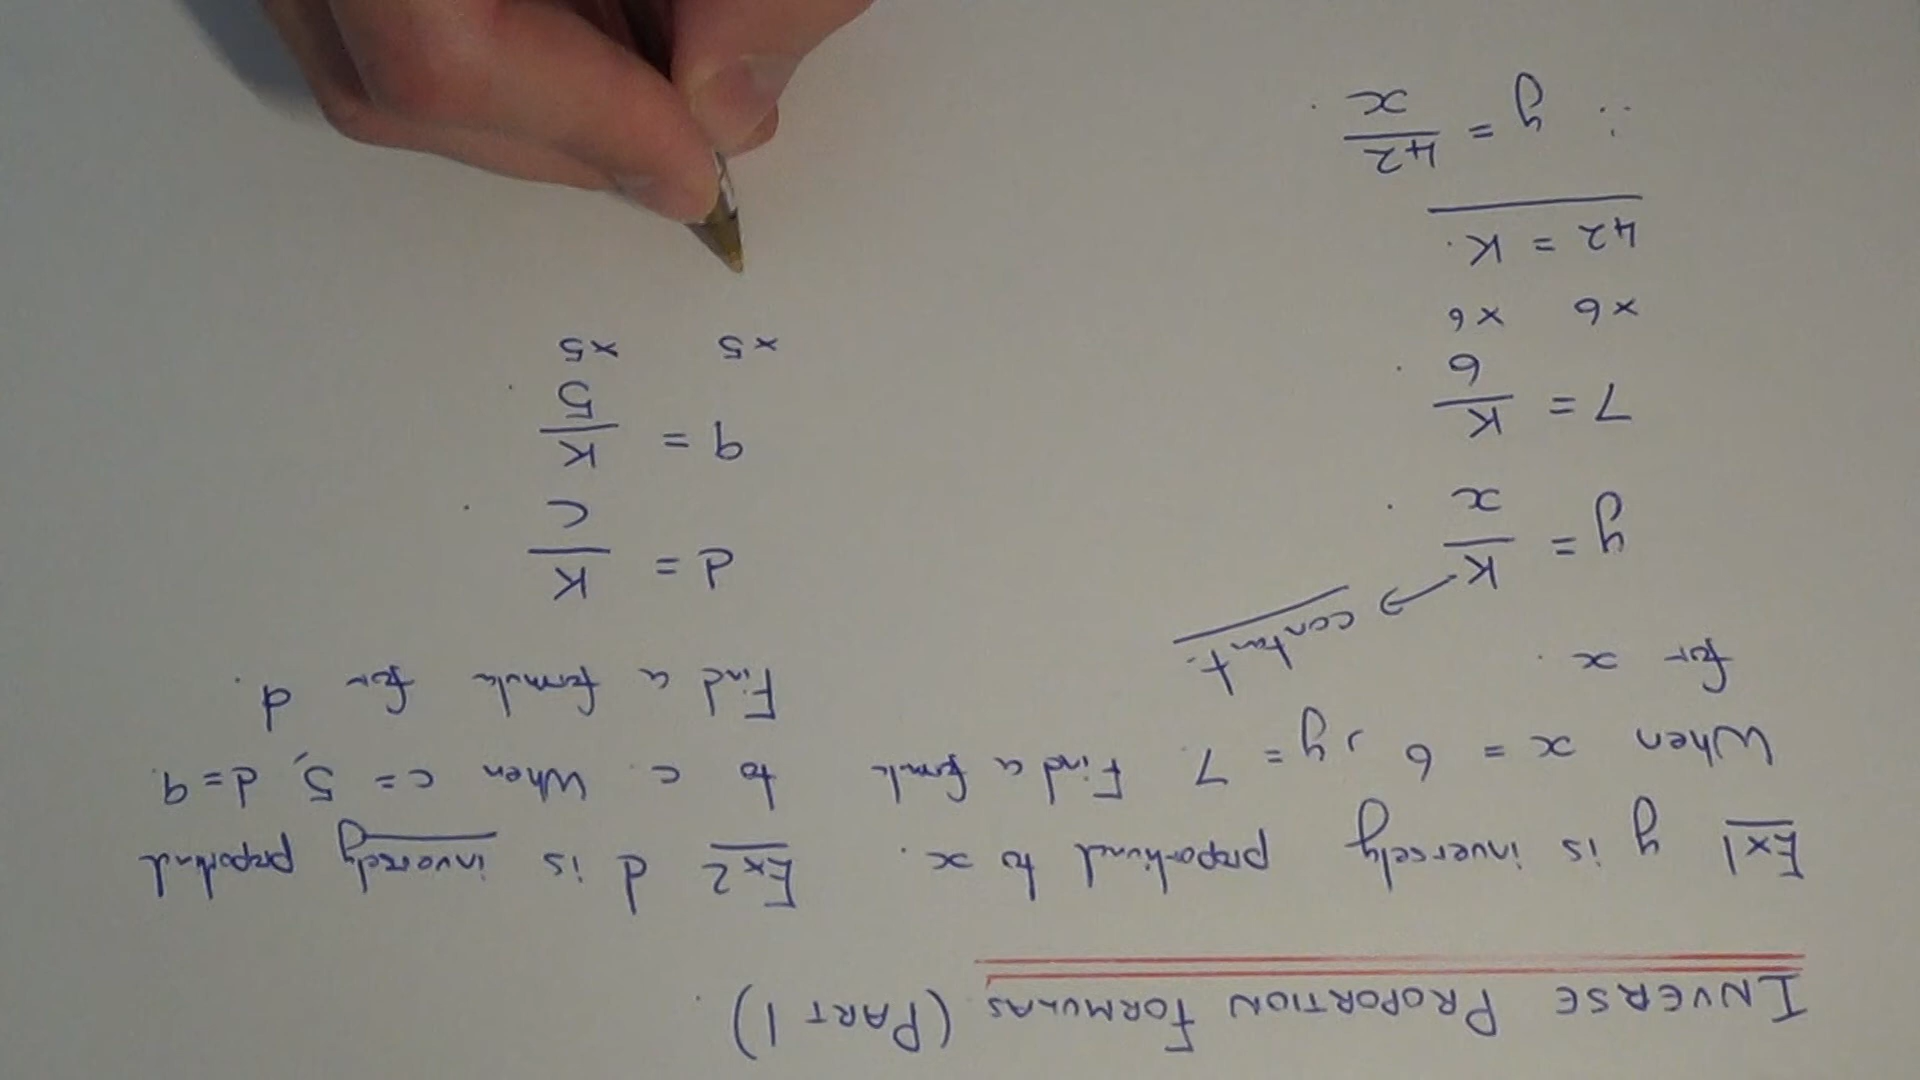 INVERSE PROPORTION FORMULAS (PART 1).
Ex1 y is inversely proportional to x.
When x = 6, y = 7. Find a formula
for x.
y = K/x
contant.
7 = K/6
×6 ×6
42 = K.
∴ y = 42/x
Ex2 d is inversely proportional
to c. When c = 5, d = 9.
Find a formula for d.
d = K/C
9 = K/5
×5 ×5